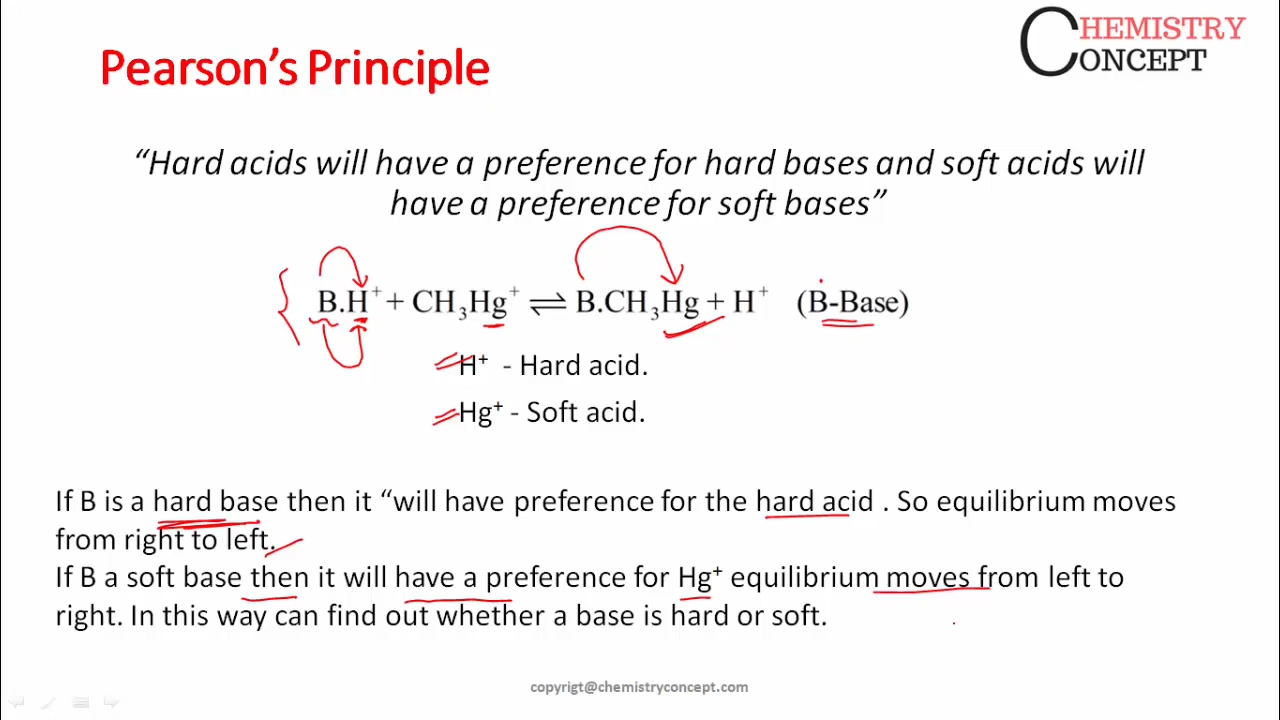 CHEMISTRY
CONCEPT
Pearson's Principle
“Hard acids will have a preference for hard bases and soft acids will
have a preference for soft bases”
B.H⁺ + CH₃Hg⁺ ⇌ B.CH₃Hg + H⁺ (B-Base)
H⁺ - Hard acid.
Hg⁺ - Soft acid.
If B is a hard base then it “will have preference for the hard acid . So equilibrium moves
from right to left.
If B a soft base then it will have a preference for Hg⁺ equilibrium moves from left to
right. In this way can find out whether a base is hard or soft.
copyrigt@chemistryconcept.com